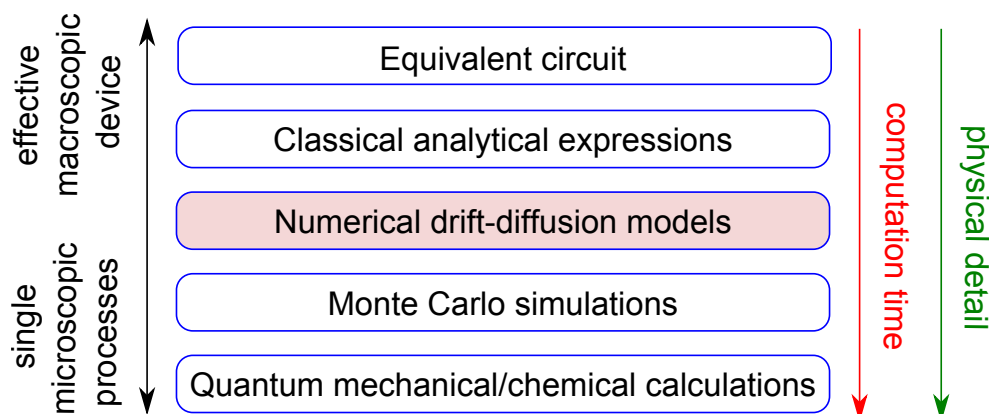 effective
macroscopic
device
single
microscopic
processes
Equivalent circuit
Classical analytical expressions
Numerical drift-diffusion models
Monte Carlo simulations
Quantum mechanical/chemical calculations
computation time
physical detail